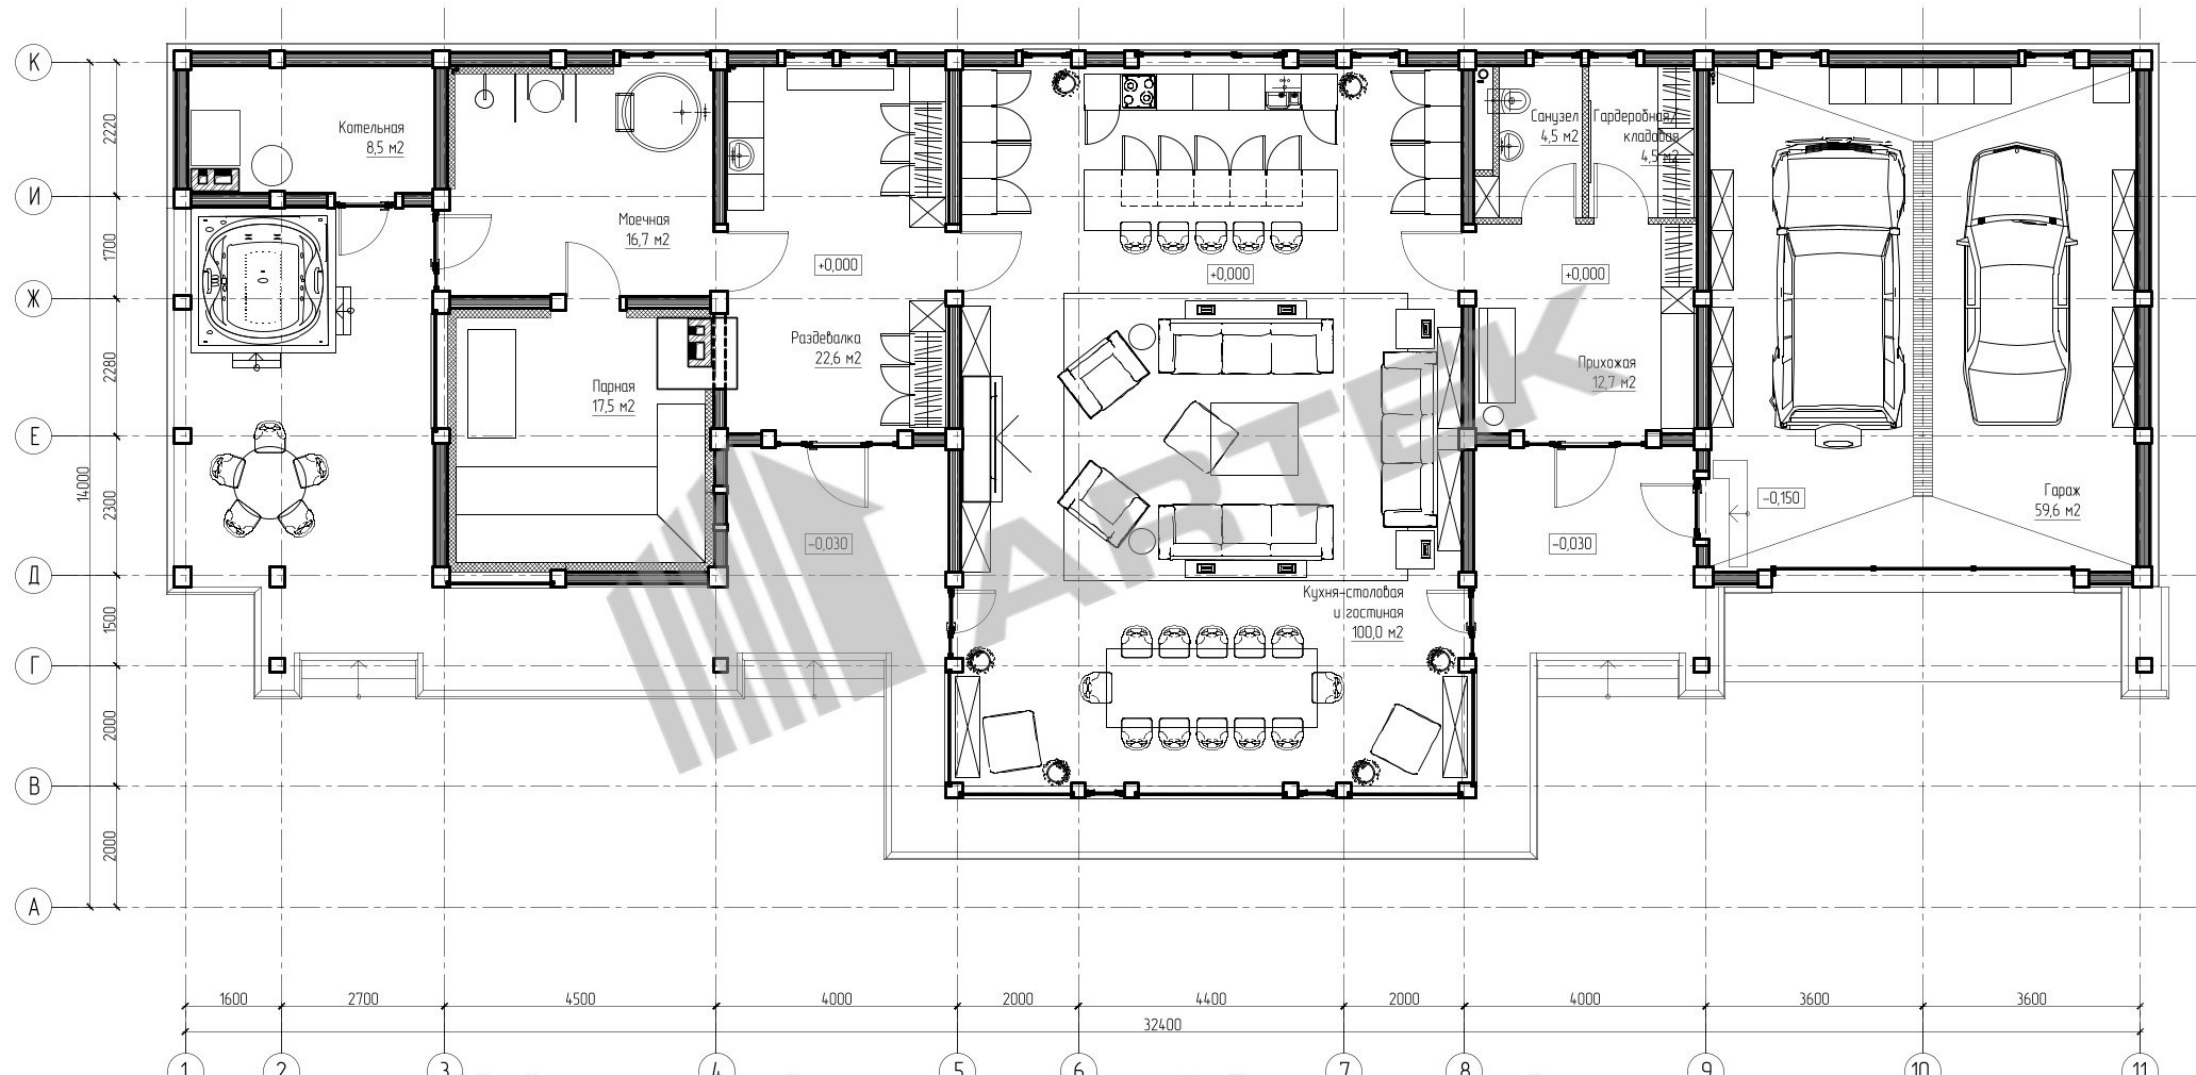 К
Котельная
8,5 м2
Санузел
4,5 м2
Гардеробная/
кладовая
4,5 м2
2220
И
Моечная
16,7 м2
1700
+0,000
+0,000
+0,000
Ж
Раздевалка
22,6 м2
2280
Парная
17,5 м2
Прихожая
12,7 м2
ARTEK
Е
14000
2300
-0,150
Гараж
59,6 м2
-0,030
-0,030
Д
Кухня-столовая
и гостиная
100,0 м2
1500
Г
2000
В
2000
А
1600 2700 4500 4000 2000 4400 2000 4000 3600 3600
32400
1 2 3 4 5 6 7 8 9 10 11